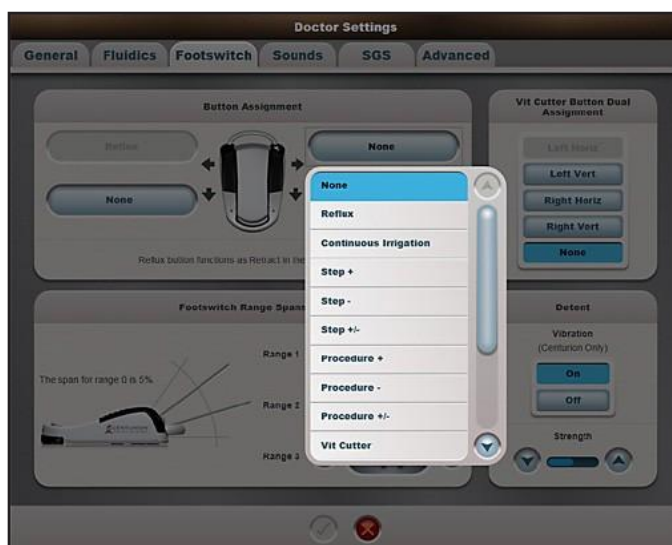 Doctor Settings
General Fluidics Footswitch Sounds SGS Advanced
Button Assignment
Reflux
None
None
Reflux button functions as Retract in the
Vit Cutter Button Dual
Assignment
Left Horiz
Left Vert
Right Horiz
Right Vert
None
None
Reflux
Continuous Irrigation
Step +
Step -
Step +/-
Procedure +
Procedure -
Procedure +/-
Vit Cutter
Footswitch Range Spans
The span for range 0 is 5%.
CENTURION
Range 1
Range 2
Range 3
Detent
Vibration
(Centurion Only)
On
Off
Strength